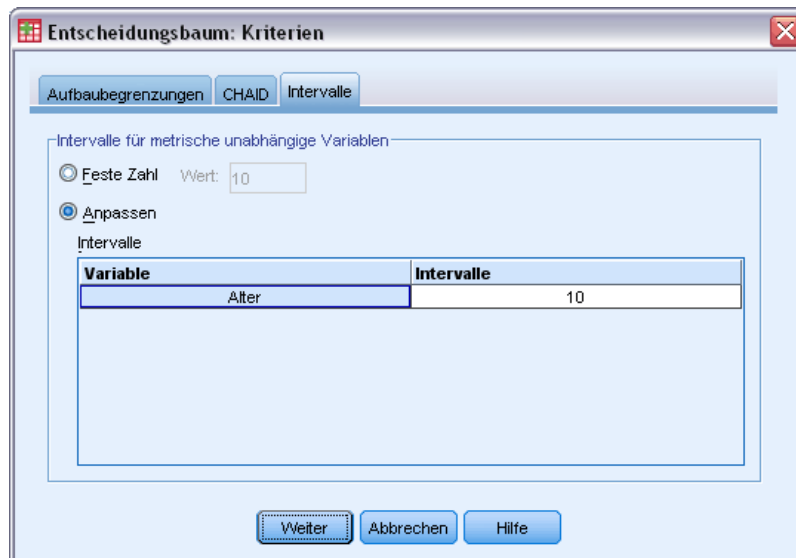 Entscheidungsbaum: Kriterien
Aufbaubegrenzungen CHAID Intervalle
Intervalle für metrische unabhängige Variablen
Feste Zahl Wert: 10
Anpassen
Intervalle
Variable Intervalle
Alter 10
Weiter Abbrechen Hilfe